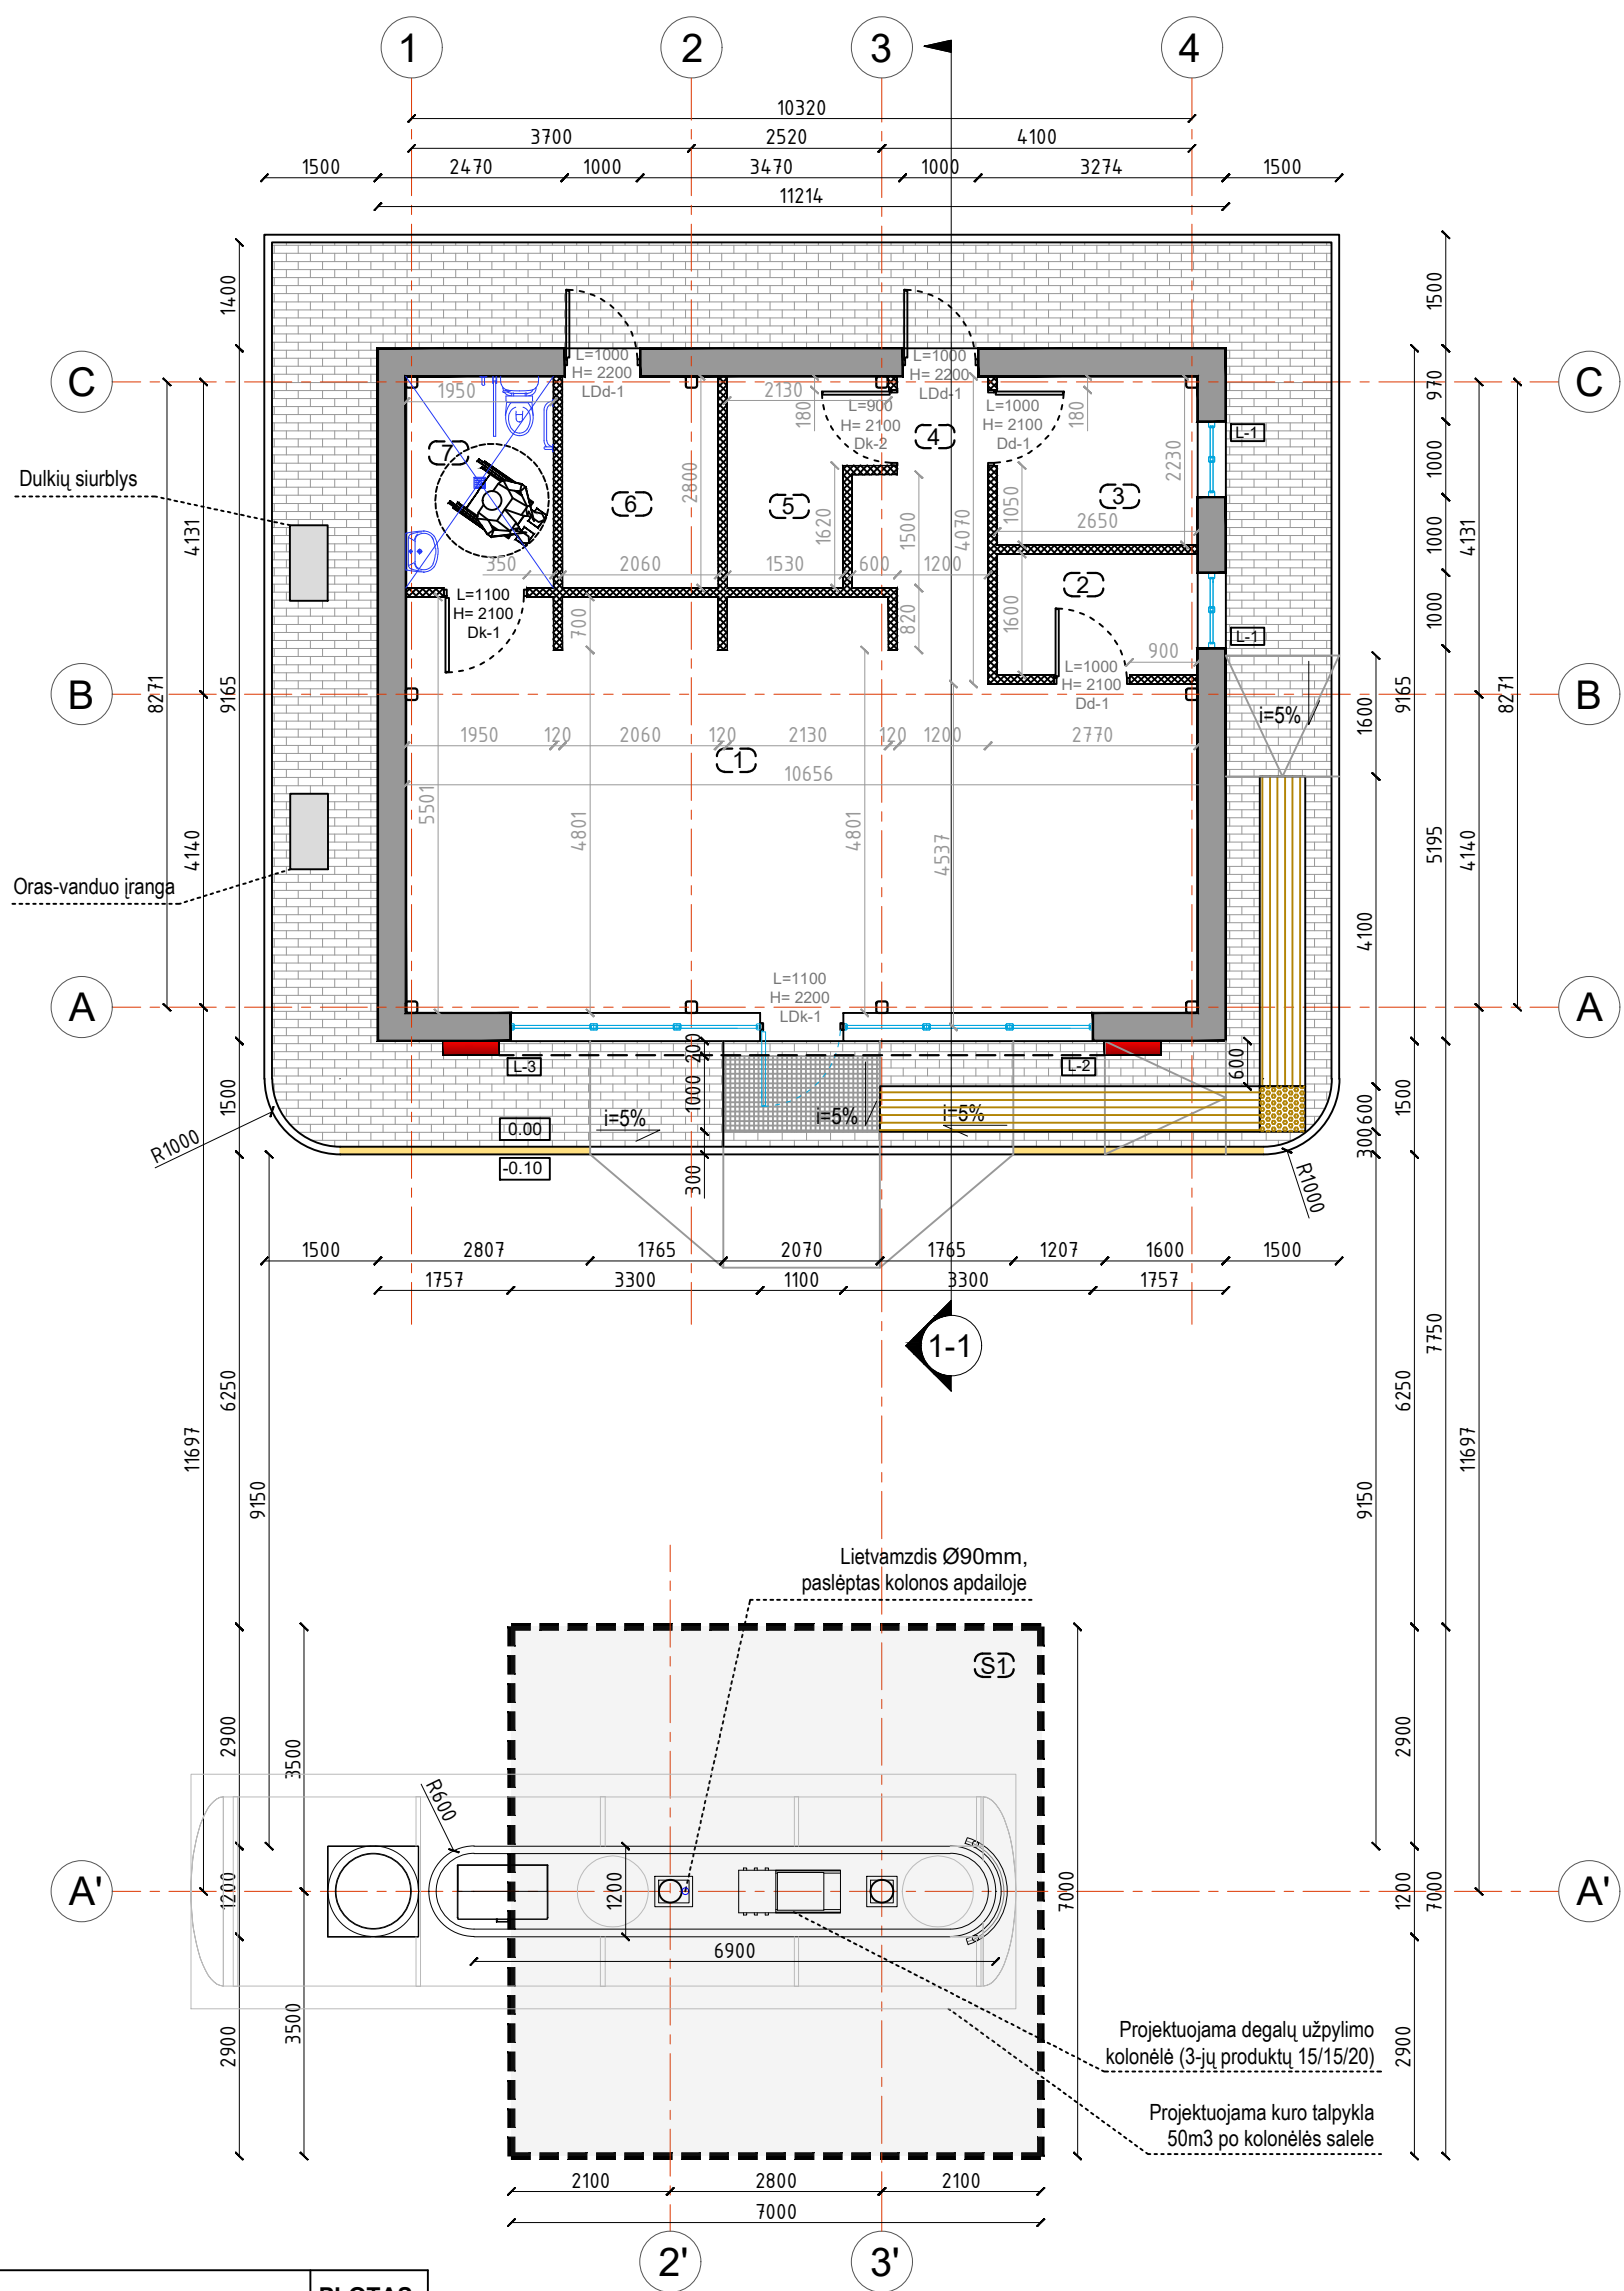 1 2 3 4
10320
3700 2520 4100
1500 2470 1000 3470 1000 3274 1500
11214
1400
1500
C
C
L=1000
H= 2200
LDd-1
L=1000
H= 2200
LDd-1
970
1950
2130
180
L=900
H= 2100
Dk-2
4
L=1000
H= 2100
Dd-1
180
L-1
7
2800
2230
1000
Dulkių siurblys
6
5
3
1050
2650
4131
1620
1500
4070
1000
4131
350 2060 1530 600 1200
2
L=1100
H= 2100
Dk-1
700
820
1600
1000
L-1
900
L=1000
H= 2100
Dd-1
B
B
8271
9165
1600
9165
8271
i=5%
1950 120 2060 120 2130 120 1200 2770
1
10656
5501
4801
4801
4537
4140
5195
4140
Oras-vanduo įranga
4100
L=1100
H= 2200
LDk-1
A
A
L-3
200
L-2
600
1500
1000
i=5%
i=5%
i=5%
0.00
-0.10
300
600
300
1500
R1000
R1000
1500 2807 1765 2070 1765 1207 1600 1500
1757 3300 1100 3300 1757
1-1
6250
7750
6250
11697
11697
9150
9150
Lietvamzdis Ø90mm,
paslėptas kolonos apdailoje
S1
2900
3500
2900
R600
A'
A'
1200
1200
7000
1200
7000
6900
2900
3500
2900
Projektuojama degalų užpylimo
kolonėlė (3-jų produktų 15/15/20)
Projektuojama kuro talpykla
50m3 po kolonėlės salele
2100 2800 2100
7000
2' 3'
PLOTAS